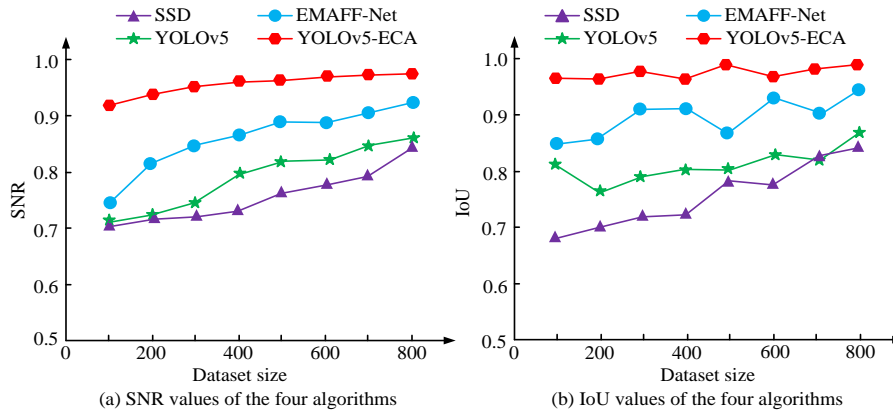 SSD
EMAFF-Net
YOLOv5
YOLOv5-ECA
1.0
0.9
0.8
0.7
0.6
0.5
SNR
0
200
400
600
800
Dataset size
(a) SNR values of the four algorithms
SSD
EMAFF-Net
YOLOv5
YOLOv5-ECA
1.0
0.9
0.8
0.7
0.6
0.5
IoU
0
200
400
600
800
Dataset size
(b) IoU values of the four algorithms